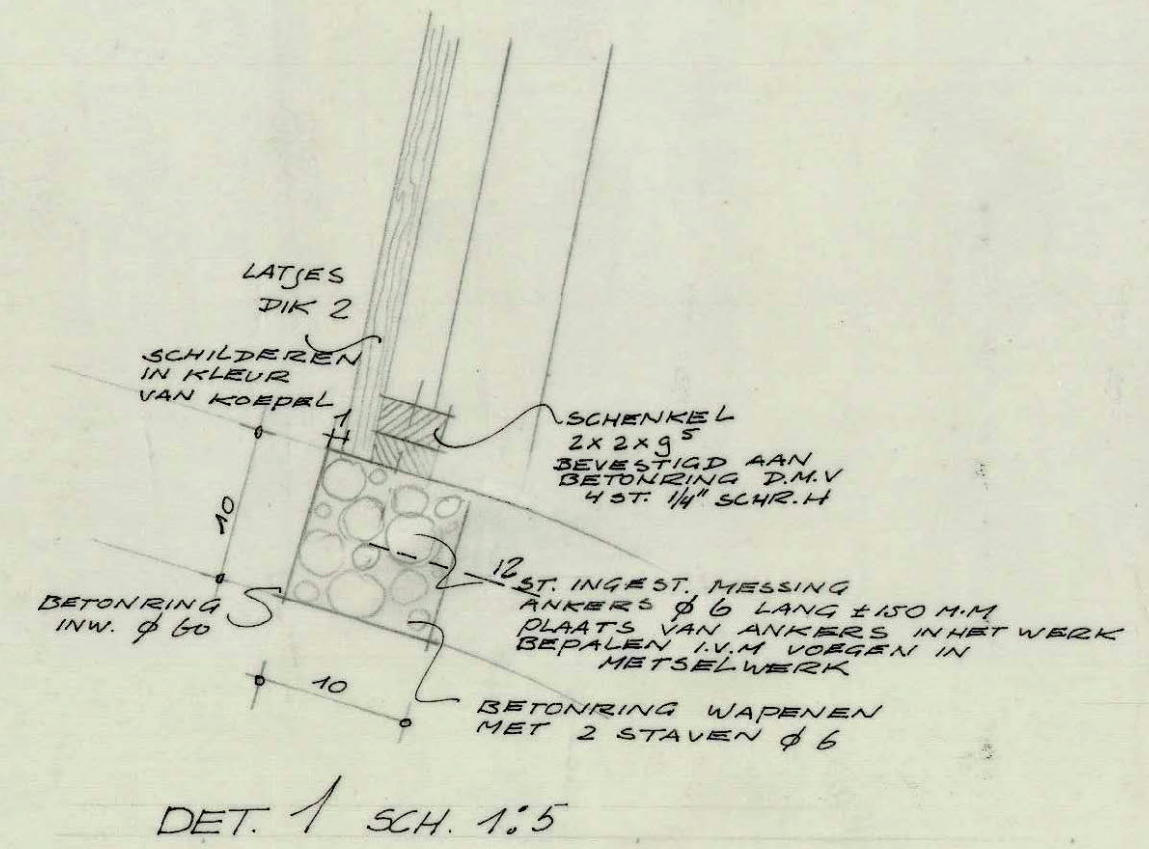 LATJES
DIK 2
SCHILDEREN
IN KLEUR
VAN KOEPEL
1
SCHENKEL
2 x 2 x 9⁵
BEVESTIGD AAN
BETONRING D.M.V
4 ST. 1/4" SCHR.H
10
12 ST. INGEST. MESSING
ANKERS ϕ 6 LANG ± 150 M.M
PLAATS VAN ANKERS IN HET WERK
BEPALEN I.V.M VOEGEN IN
METSELWERK
BETONRING
INW. ϕ 60
10
BETONRING WAPENEN
MET 2 STAVEN ϕ 6
DET. 1 SCH. 1:5